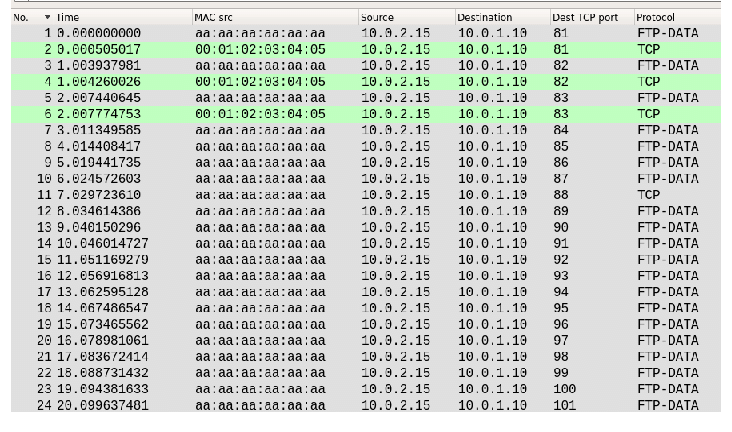 No. Time MAC src Source Destination Dest TCP port Protocol
1 0.000000000 aa:aa:aa:aa:aa:aa 10.0.2.15 10.0.1.10 81 FTP-DATA
2 0.000505017 00:01:02:03:04:05 10.0.2.15 10.0.1.10 81 TCP
3 1.003937981 aa:aa:aa:aa:aa:aa 10.0.2.15 10.0.1.10 82 FTP-DATA
4 1.004260026 00:01:02:03:04:05 10.0.2.15 10.0.1.10 82 TCP
5 2.007440645 aa:aa:aa:aa:aa:aa 10.0.2.15 10.0.1.10 83 FTP-DATA
6 2.007774753 00:01:02:03:04:05 10.0.2.15 10.0.1.10 83 TCP
7 3.011349585 aa:aa:aa:aa:aa:aa 10.0.2.15 10.0.1.10 84 FTP-DATA
8 4.014408417 aa:aa:aa:aa:aa:aa 10.0.2.15 10.0.1.10 85 FTP-DATA
9 5.019441735 aa:aa:aa:aa:aa:aa 10.0.2.15 10.0.1.10 86 FTP-DATA
10 6.024572603 aa:aa:aa:aa:aa:aa 10.0.2.15 10.0.1.10 87 FTP-DATA
11 7.029723610 aa:aa:aa:aa:aa:aa 10.0.2.15 10.0.1.10 88 TCP
12 8.034614386 aa:aa:aa:aa:aa:aa 10.0.2.15 10.0.1.10 89 FTP-DATA
13 9.040150296 aa:aa:aa:aa:aa:aa 10.0.2.15 10.0.1.10 90 FTP-DATA
14 10.046014727 aa:aa:aa:aa:aa:aa 10.0.2.15 10.0.1.10 91 FTP-DATA
15 11.051169279 aa:aa:aa:aa:aa:aa 10.0.2.15 10.0.1.10 92 FTP-DATA
16 12.056916813 aa:aa:aa:aa:aa:aa 10.0.2.15 10.0.1.10 93 FTP-DATA
17 13.062595128 aa:aa:aa:aa:aa:aa 10.0.2.15 10.0.1.10 94 FTP-DATA
18 14.067486547 aa:aa:aa:aa:aa:aa 10.0.2.15 10.0.1.10 95 FTP-DATA
19 15.073465562 aa:aa:aa:aa:aa:aa 10.0.2.15 10.0.1.10 96 FTP-DATA
20 16.078981061 aa:aa:aa:aa:aa:aa 10.0.2.15 10.0.1.10 97 FTP-DATA
21 17.083672414 aa:aa:aa:aa:aa:aa 10.0.2.15 10.0.1.10 98 FTP-DATA
22 18.088731432 aa:aa:aa:aa:aa:aa 10.0.2.15 10.0.1.10 99 FTP-DATA
23 19.094381633 aa:aa:aa:aa:aa:aa 10.0.2.15 10.0.1.10 100 FTP-DATA
24 20.099637481 aa:aa:aa:aa:aa:aa 10.0.2.15 10.0.1.10 101 FTP-DATA